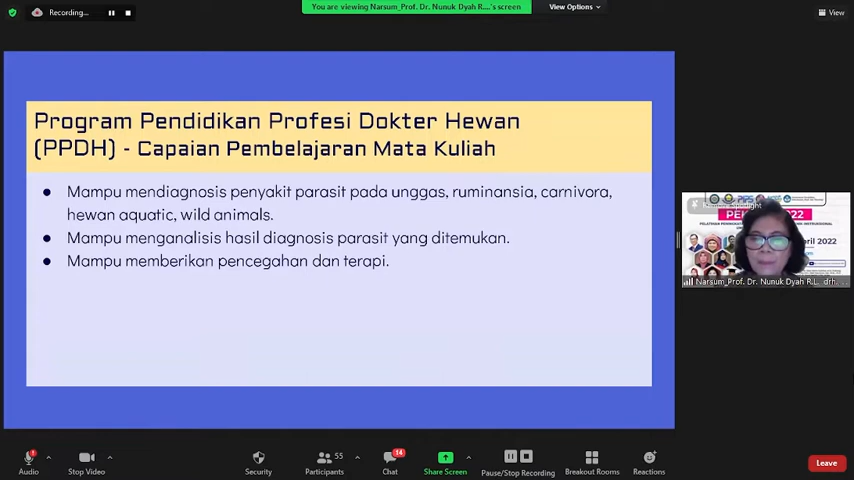 Recording...
You are viewing Narsum_Prof. Dr. Nunuk Dyah R....'s screen
View Options
View
Program Pendidikan Profesi Dokter Hewan
(PPDH) - Capaian Pembelajaran Mata Kuliah
● Mampu mendiagnosis penyakit parasit pada unggas, ruminansia, carnivora,
hewan aquatic, wild animals.
● Mampu menganalisis hasil diagnosis parasit yang ditemukan.
● Mampu memberikan pencegahan dan terapi.
2022
April 2022
Narsum_Prof. Dr. Nunuk Dyah R.L., drh. ...
Audio
Stop Video
Security
55
Participants
14
Chat
Share Screen
Pause/Stop Recording
Breakout Rooms
Reactions
Leave